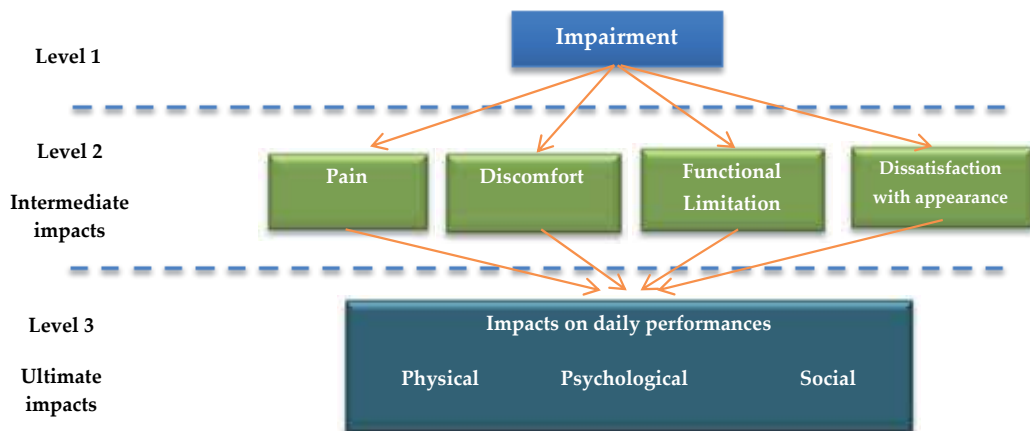 Level 1
Impairment
Level 2
Intermediate
impacts
Pain
Discomfort
Functional
Limitation
Dissatisfaction
with appearance
Level 3
Ultimate
impacts
Impacts on daily performances
Physical
Psychological
Social